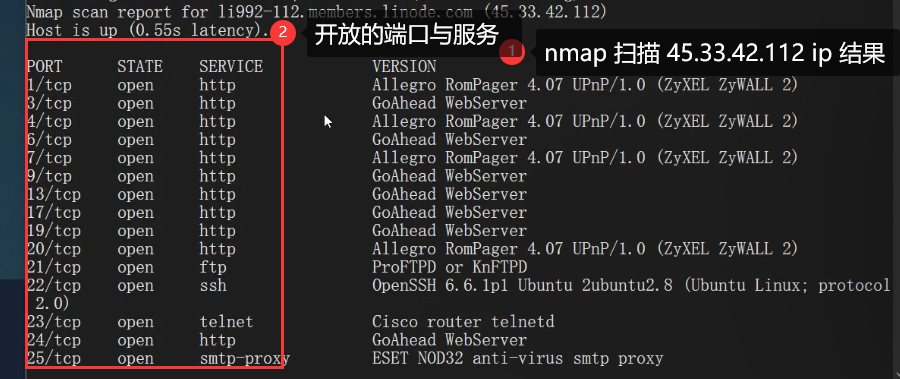 Nmap scan report for li992-112.members.linode.com (45.33.42.112)
Host is up (0.55s latency).
2 开放的端口与服务
1 nmap 扫描 45.33.42.112 ip 结果
PORT STATE SERVICE VERSION
1/tcp open http Allegro RomPager 4.07 UPnP/1.0 (ZyXEL ZyWALL 2)
3/tcp open http GoAhead WebServer
4/tcp open http Allegro RomPager 4.07 UPnP/1.0 (ZyXEL ZyWALL 2)
6/tcp open http GoAhead WebServer
7/tcp open http Allegro RomPager 4.07 UPnP/1.0 (ZyXEL ZyWALL 2)
9/tcp open http GoAhead WebServer
13/tcp open http GoAhead WebServer
17/tcp open http GoAhead WebServer
19/tcp open http GoAhead WebServer
20/tcp open http Allegro RomPager 4.07 UPnP/1.0 (ZyXEL ZyWALL 2)
21/tcp open ftp ProFTPD or KnFTPD
22/tcp open ssh OpenSSH 6.6.1p1 Ubuntu 2ubuntu2.8 (Ubuntu Linux; protocol
2.0)
23/tcp open telnet Cisco router telnetd
24/tcp open http GoAhead WebServer
25/tcp open smtp-proxy ESET NOD32 anti-virus smtp proxy